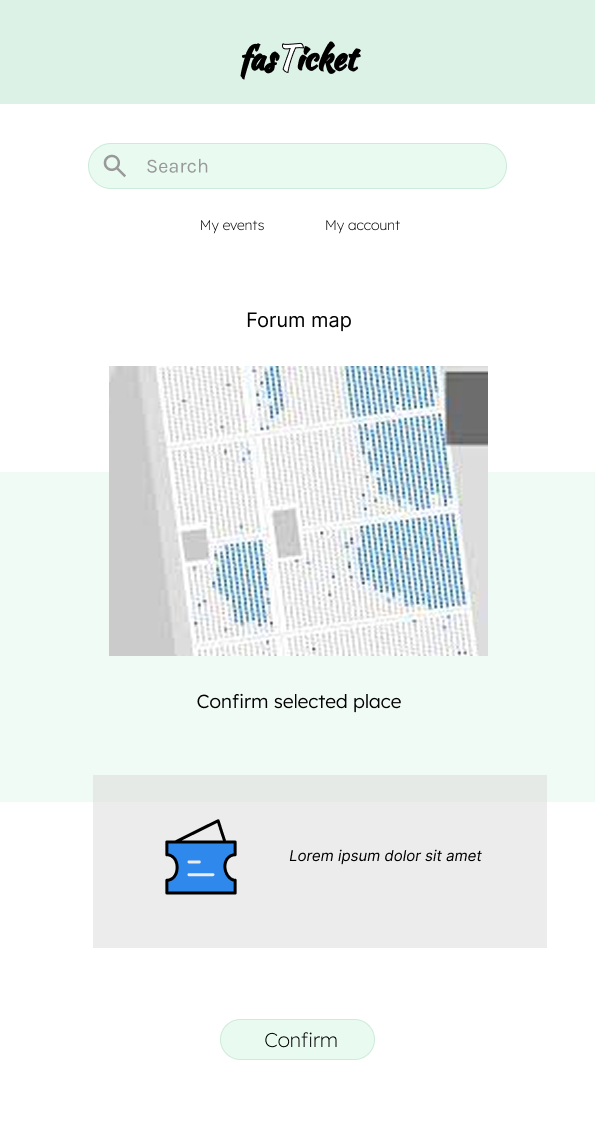 fasTicket
Search
My events
My account
Forum map
Confirm selected place
Lorem ipsum dolor sit amet
Confirm